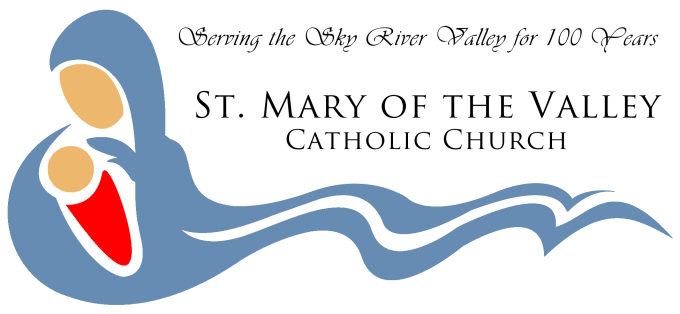 Serving the Sky River Valley for 100 Years
St. Mary of the Valley
Catholic Church